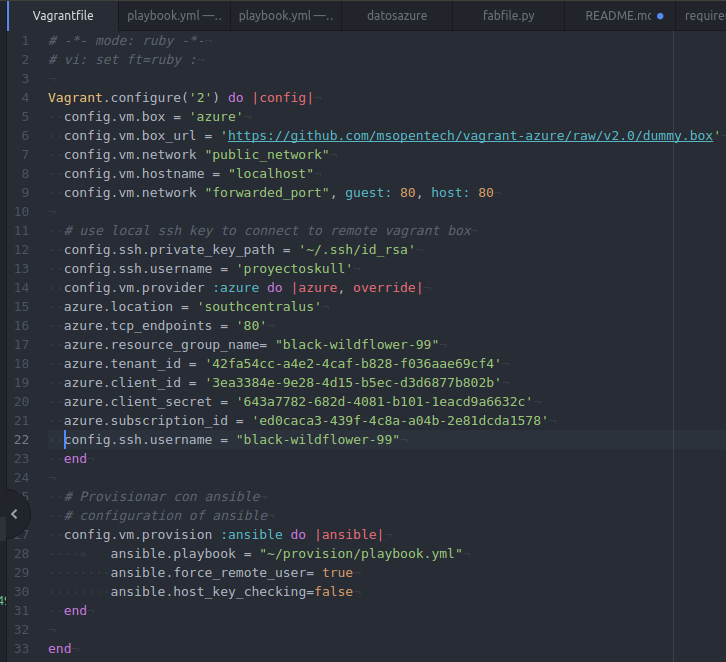 Vagrantfile playbook.yml —.. playbook.yml —.. datosazure fabfile.py README.mc require
1 # -*- mode: ruby -*-
2 # vi: set ft=ruby :
3
4 Vagrant.configure('2') do |config|
5 config.vm.box = 'azure'
6 config.vm.box_url = 'https://github.com/msopentech/vagrant-azure/raw/v2.0/dummy.box'
7 config.vm.network "public_network"
8 config.vm.hostname = "localhost"
9 config.vm.network "forwarded_port", guest: 80, host: 80
10
11 # use local ssh key to connect to remote vagrant box
12 config.ssh.private_key_path = '~/.ssh/id_rsa'
13 config.ssh.username = 'proyectoskull'
14 config.vm.provider :azure do |azure, override|
15 azure.location = 'southcentralus'
16 azure.tcp_endpoints = '80'
17 azure.resource_group_name= "black-wildflower-99"
18 azure.tenant_id = '42fa54cc-a4e2-4caf-b828-f036aae69cf4'
19 azure.client_id = '3ea3384e-9e28-4d15-b5ec-d3d6877b802b'
20 azure.client_secret = '643a7782-682d-4081-b101-1eacd9a6632c'
21 azure.subscription_id = 'ed0caca3-439f-4c8a-a04b-2e81dcda1578'
22 config.ssh.username = "black-wildflower-99"
23 end
24
# Provisionar con ansible
# configuration of ansible
config.vm.provision :ansible do |ansible|
28 ansible.playbook = "~/provision/playbook.yml"
29 ansible.force_remote_user= true
30 ansible.host_key_checking=false
31 end
32
33 end